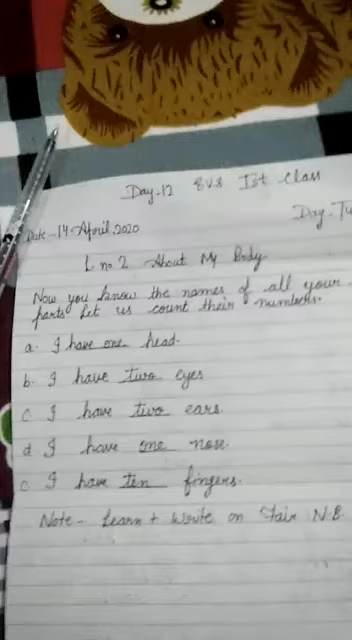 Day-12 E.V.S Ist Class
Date-14 April, 2020 Day-Tu
L no 2 About My Body
Now you know the names of all your
parts Let us count their numbers.
a. I have one head.
b. I have two eyes
c I have two ears.
d I have one nose.
c I have ten fingers.
Note - Learn + Write on Fair N.B.